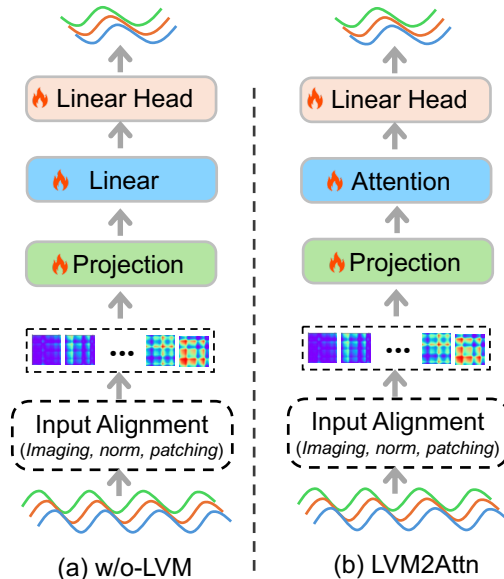 Linear Head
Linear
Projection
Input Alignment
(Imaging, norm, patching)
(a) w/o-LVM
Linear Head
Attention
Projection
Input Alignment
(Imaging, norm, patching)
(b) LVM2Attn